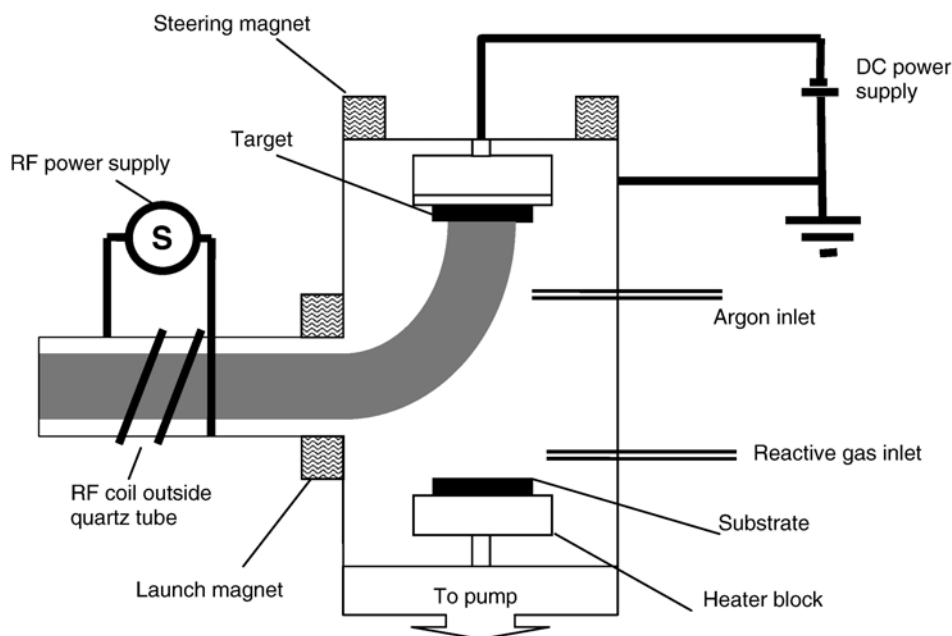 Steering magnet
DC power
supply
Target
RF power supply
S
Argon inlet
Reactive gas inlet
RF coil outside
quartz tube
Substrate
Launch magnet
To pump
Heater block